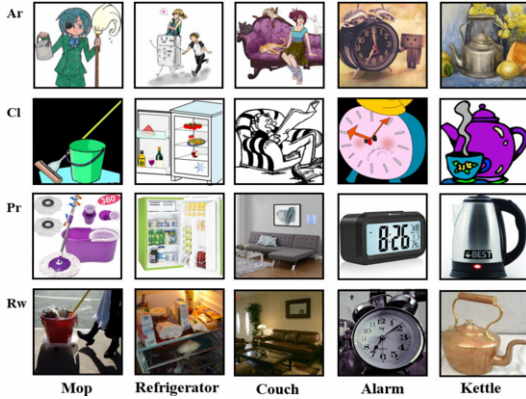 Ar
Cl
Pr
360°
8:26
BEST
Rw
Mop
Refrigerator
Couch
Alarm
Kettle